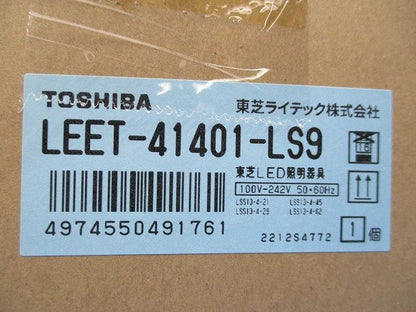 TOSHIBA 東芝ライテック株式会社
LEET-41401-LS9
東芝LED照明器具
100V-242V 50・60Hz
LSS13-4-21 LSS13-4-45
LSS13-4-29 LSS13-4-62
4974550491761
2212S4772 1 個